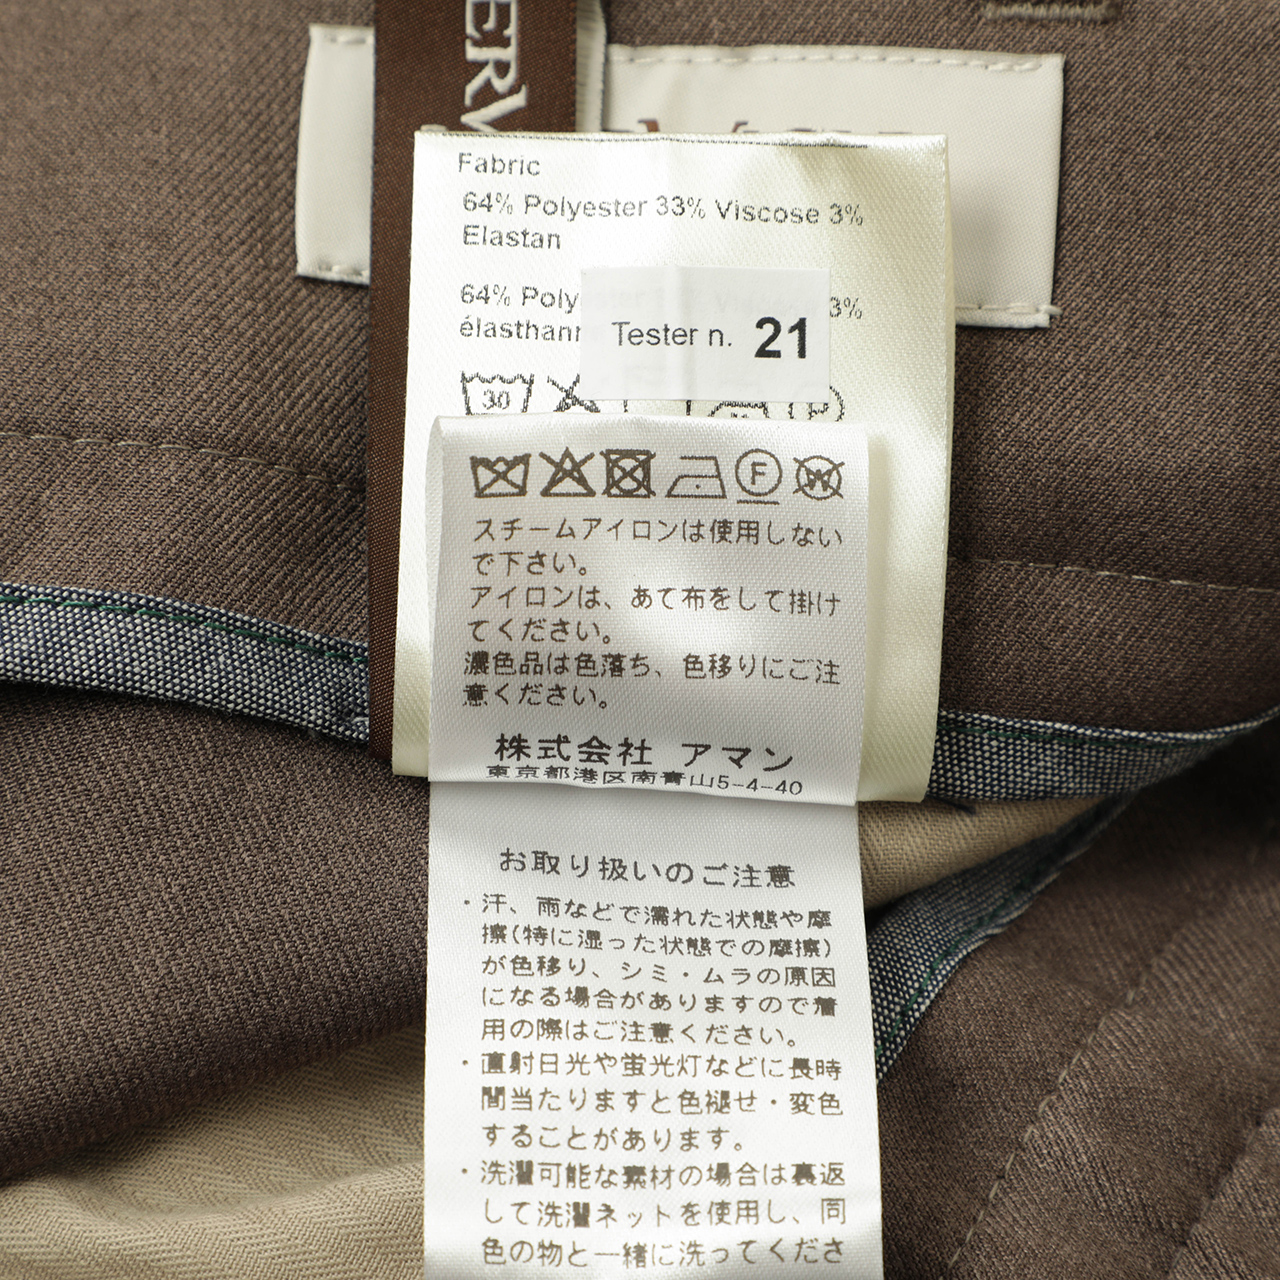 ERV
Fabric
64% Polyester 33% Viscose 3%
Elastan
64% Poly 3%
élasthann
Tester n. 21
30
P
F
W
スチームアイロンは使用しない
で下さい。
アイロンは、あて布をして掛け
てください。
濃色品は色落ち、色移りにご注
意ください。
株式会社 アマン
東京都港区南青山5-4-40
お取り扱いのご注意
・汗、雨などで濡れた状態や摩
擦(特に湿った状態での摩擦)
が色移り、シミ・ムラの原因
になる場合がありますので着
用の際はご注意ください。
・直射日光や蛍光灯などに長時
間当たりますと色褪せ・変色
することがあります。
・洗濯可能な素材の場合は裏返
して洗濯ネットを使用し、同
色の物と一緒に洗ってくださ